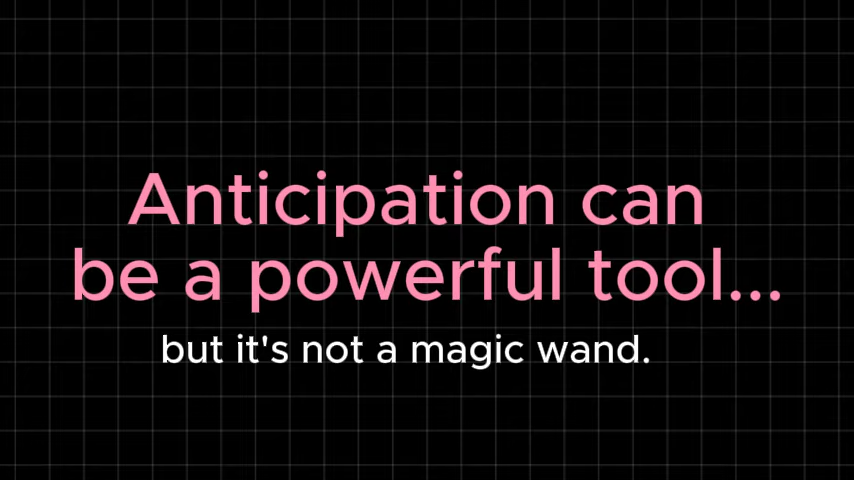 Anticipation can
be a powerful tool...
but it's not a magic wand.